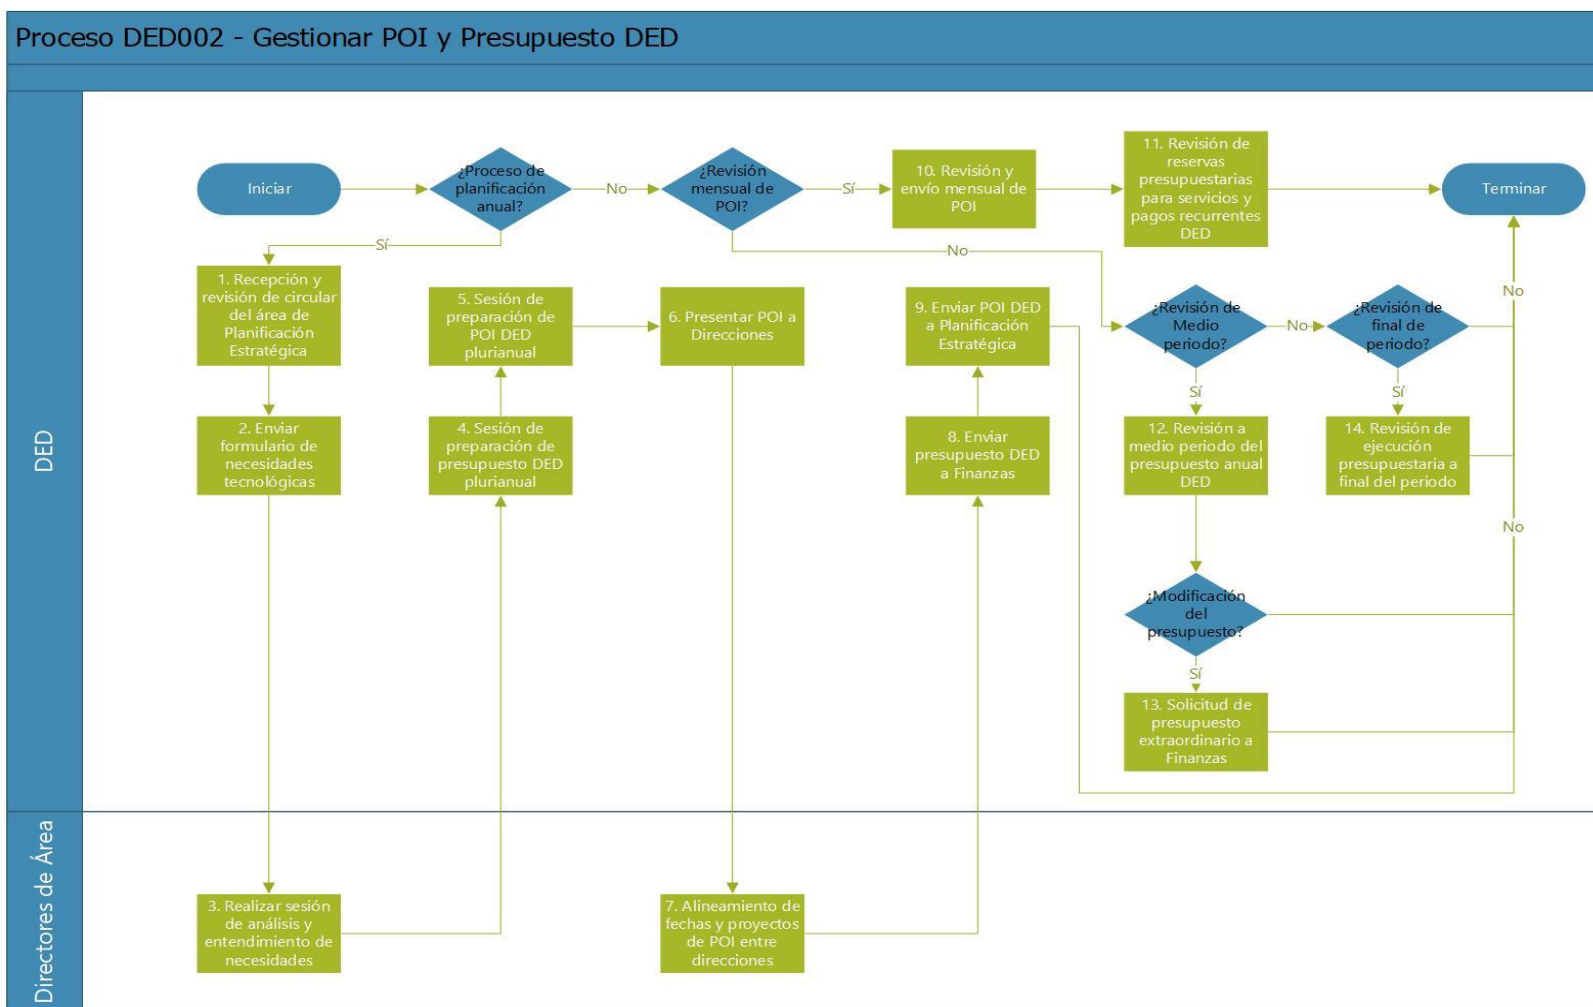 Proceso DED002 - Gestionar POI y Presupuesto DED
DED
Iniciar
¿Proceso de
planificación
anual?
No
¿Revisión
mensual de
POI?
Sí
10. Revisión y
envío mensual de
POI
11. Revisión de
reservas
presupuestarias
para servicios y
pagos recurrentes
DED
Terminar
Sí
No
1. Recepción y
revisión de circular
del área de
Planificación
Estratégica
5. Sesión de
preparación de
POI DED
plurianual
6. Presentar POI a
Direcciones
9. Enviar POI DED
a Planificación
Estratégica
¿Revisión de
Medio
periodo?
No
¿Revisión de
final de
periodo?
No
Sí
Sí
2. Enviar
formulario de
necesidades
tecnológicas
4. Sesión de
preparación de
presupuesto DED
plurianual
8. Enviar
presupuesto DED
a Finanzas
12. Revisión a
medio periodo del
presupuesto anual
DED
14. Revisión de
ejecución
presupuestaria a
final del periodo
No
¿Modificación
del
presupuesto?
Sí
13. Solicitud de
presupuesto
extraordinario a
Finanzas
Directores de Área
3. Realizar sesión
de análisis y
entendimiento de
necesidades
7. Alineamiento de
fechas y proyectos
de POI entre
direcciones